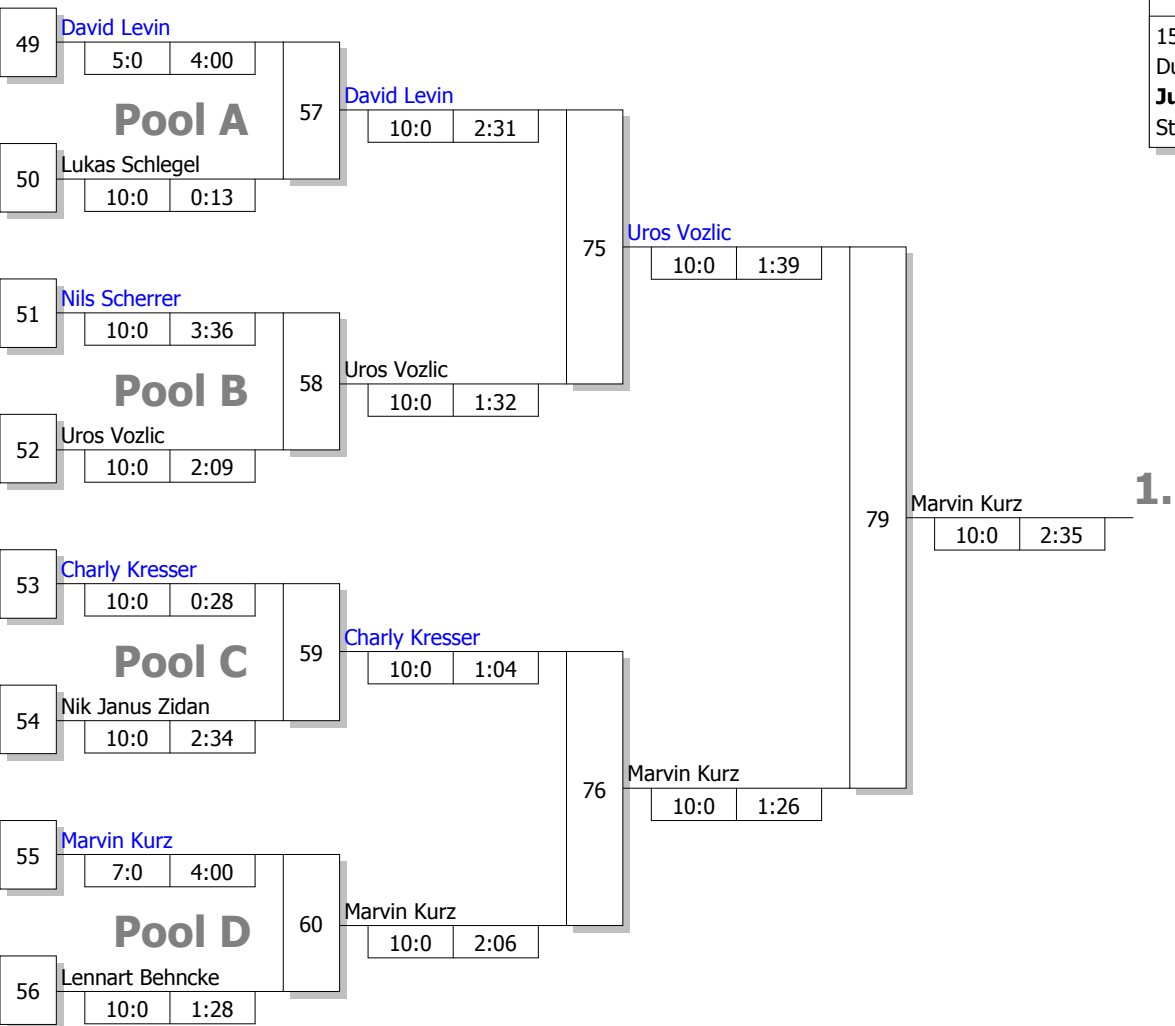 49
David Levin
5:0 4:00
Pool A
57
David Levin
10:0 2:31
50
Lukas Schlegel
10:0 0:13
75
Uros Vozlic
10:0 1:39
51
Nils Scherrer
10:0 3:36
Pool B
58
Uros Vozlic
10:0 1:32
52
Uros Vozlic
10:0 2:09
79
Marvin Kurz
10:0 2:35
1.
53
Charly Kresser
10:0 0:28
Pool C
59
Charly Kresser
10:0 1:04
54
Nik Janus Zidan
10:0 2:34
76
Marvin Kurz
10:0 1:26
55
Marvin Kurz
7:0 4:00
Pool D
60
Marvin Kurz
10:0 2:06
56
Lennart Behncke
10:0 1:28
15